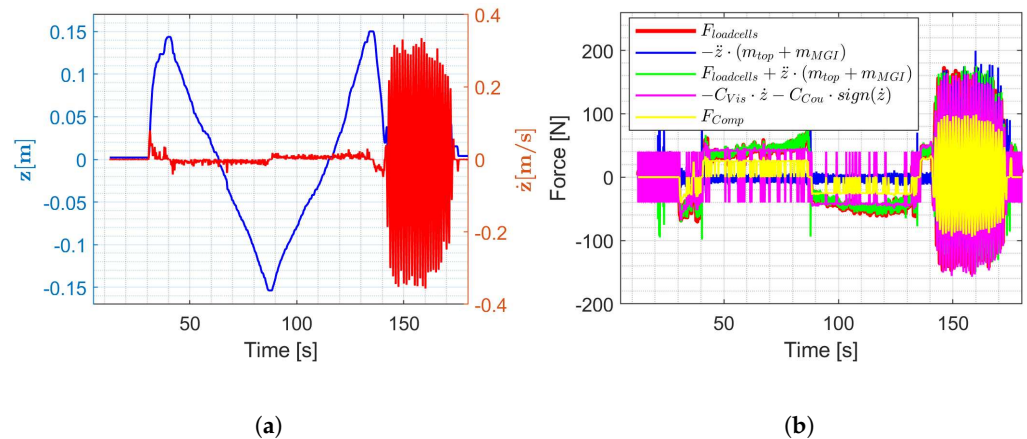 0.15
0.1
0.05
0
-0.05
-0.1
-0.15
z[m]
0.4
0.2
0
-0.2
-0.4
ż[m/s]
50
100
150
Time [s]
(a)
F_loadcells
−z̈ · (m_top + m_MGI)
F_loadcells + z̈ · (m_top + m_MGI)
−C_Vis · ż − C_Cou · sign(ż)
F_Comp
200
100
0
-100
-200
Force [N]
50
100
150
Time [s]
(b)